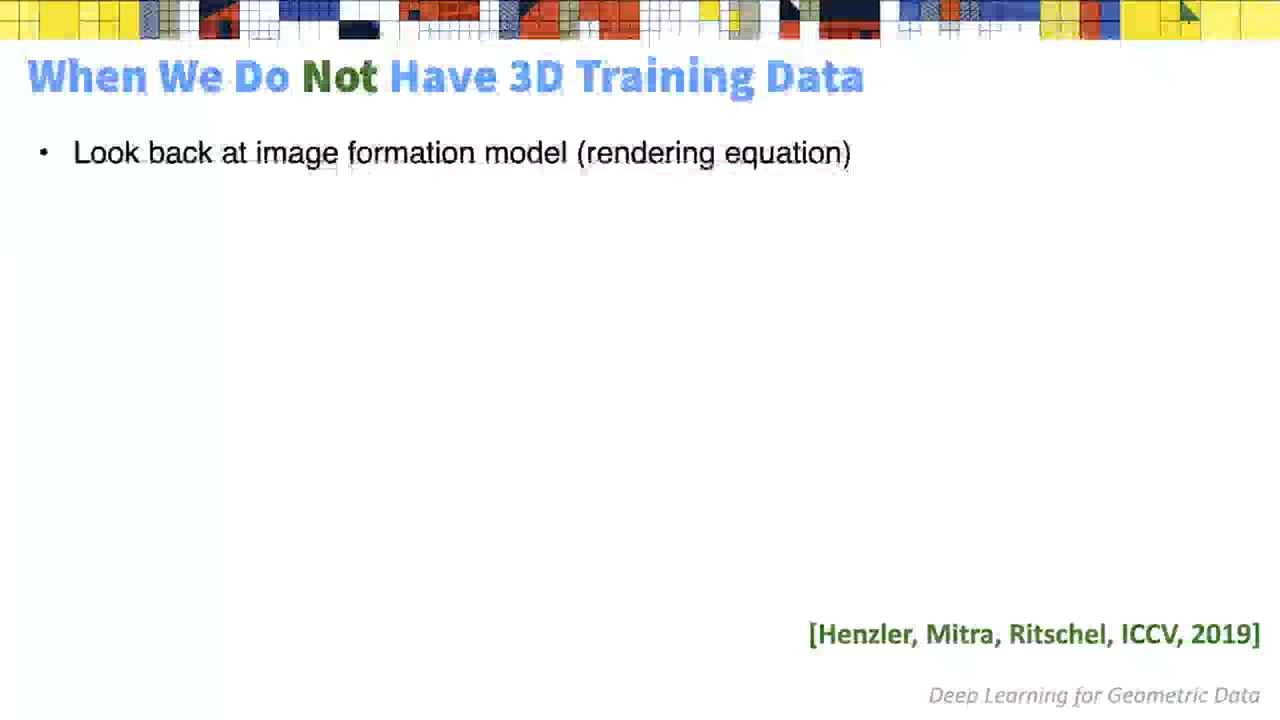 When We Do Not Have 3D Training Data
• Look back at image formation model (rendering equation)
[Henzler, Mitra, Ritschel, ICCV, 2019]
Deep Learning for Geometric Data